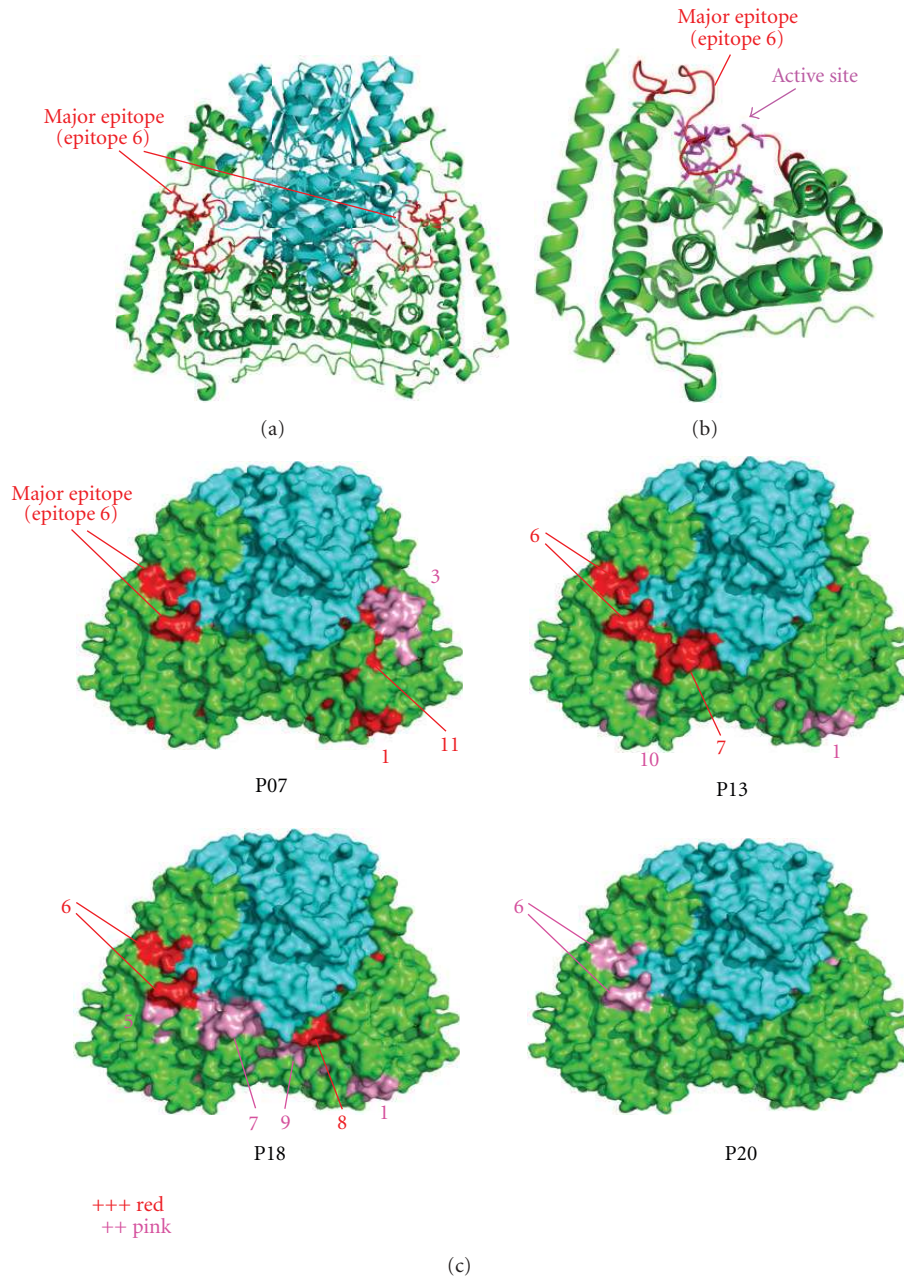 Major epitope
(epitope 6)
Major epitope
(epitope 6)
Active site
(a)
(b)
Major epitope
(epitope 6)
3
11
1
P07
6
7
10
1
P13
6
5
7
9
8
1
P18
6
P20
+++ red
++ pink
(c)